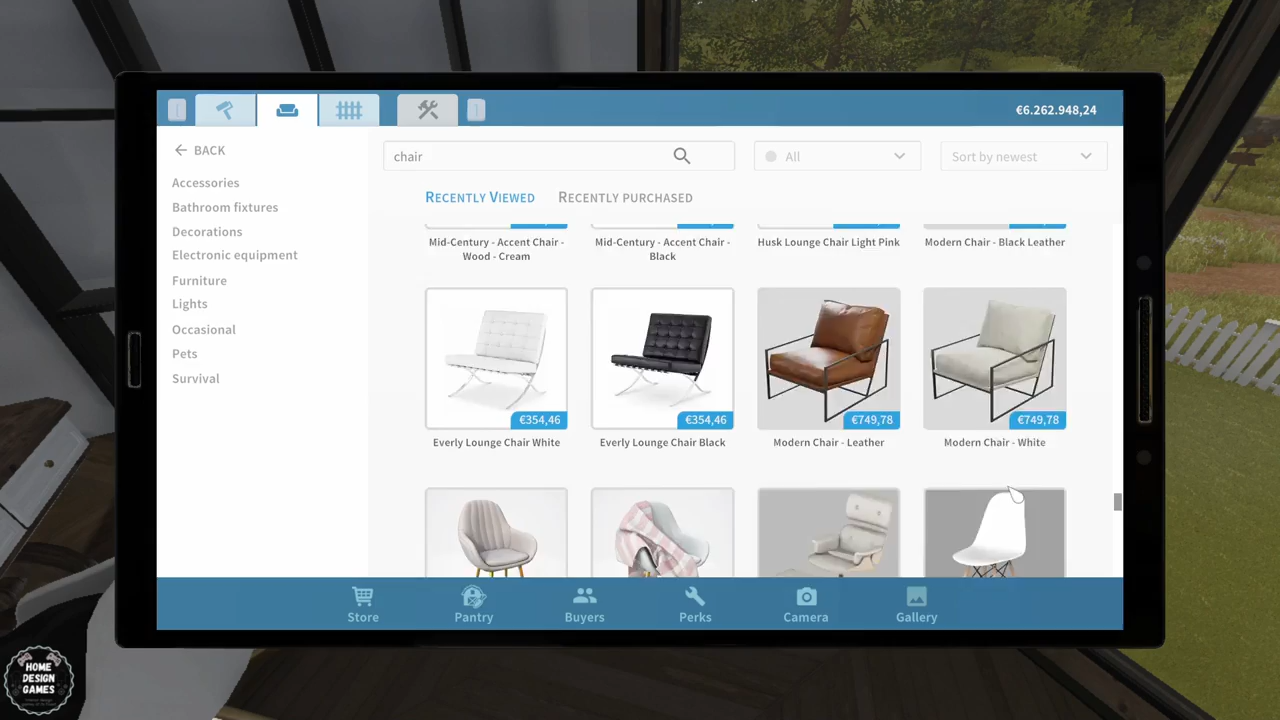 €6.262.948,24
BACK
chair
All
Sort by newest
Accessories
Bathroom fixtures
Decorations
Electronic equipment
Furniture
Lights
Occasional
Pets
Survival
RECENTLY VIEWED
RECENTLY PURCHASED
Mid-Century - Accent Chair -
Wood - Cream
Mid-Century - Accent Chair -
Black
Husk Lounge Chair Light Pink
Modern Chair - Black Leather
€354,46
€354,46
€749,78
€749,78
Everly Lounge Chair White
Everly Lounge Chair Black
Modern Chair - Leather
Modern Chair - White
Store
Pantry
Buyers
Perks
Camera
Gallery
HOME
DESIGN
GAMES